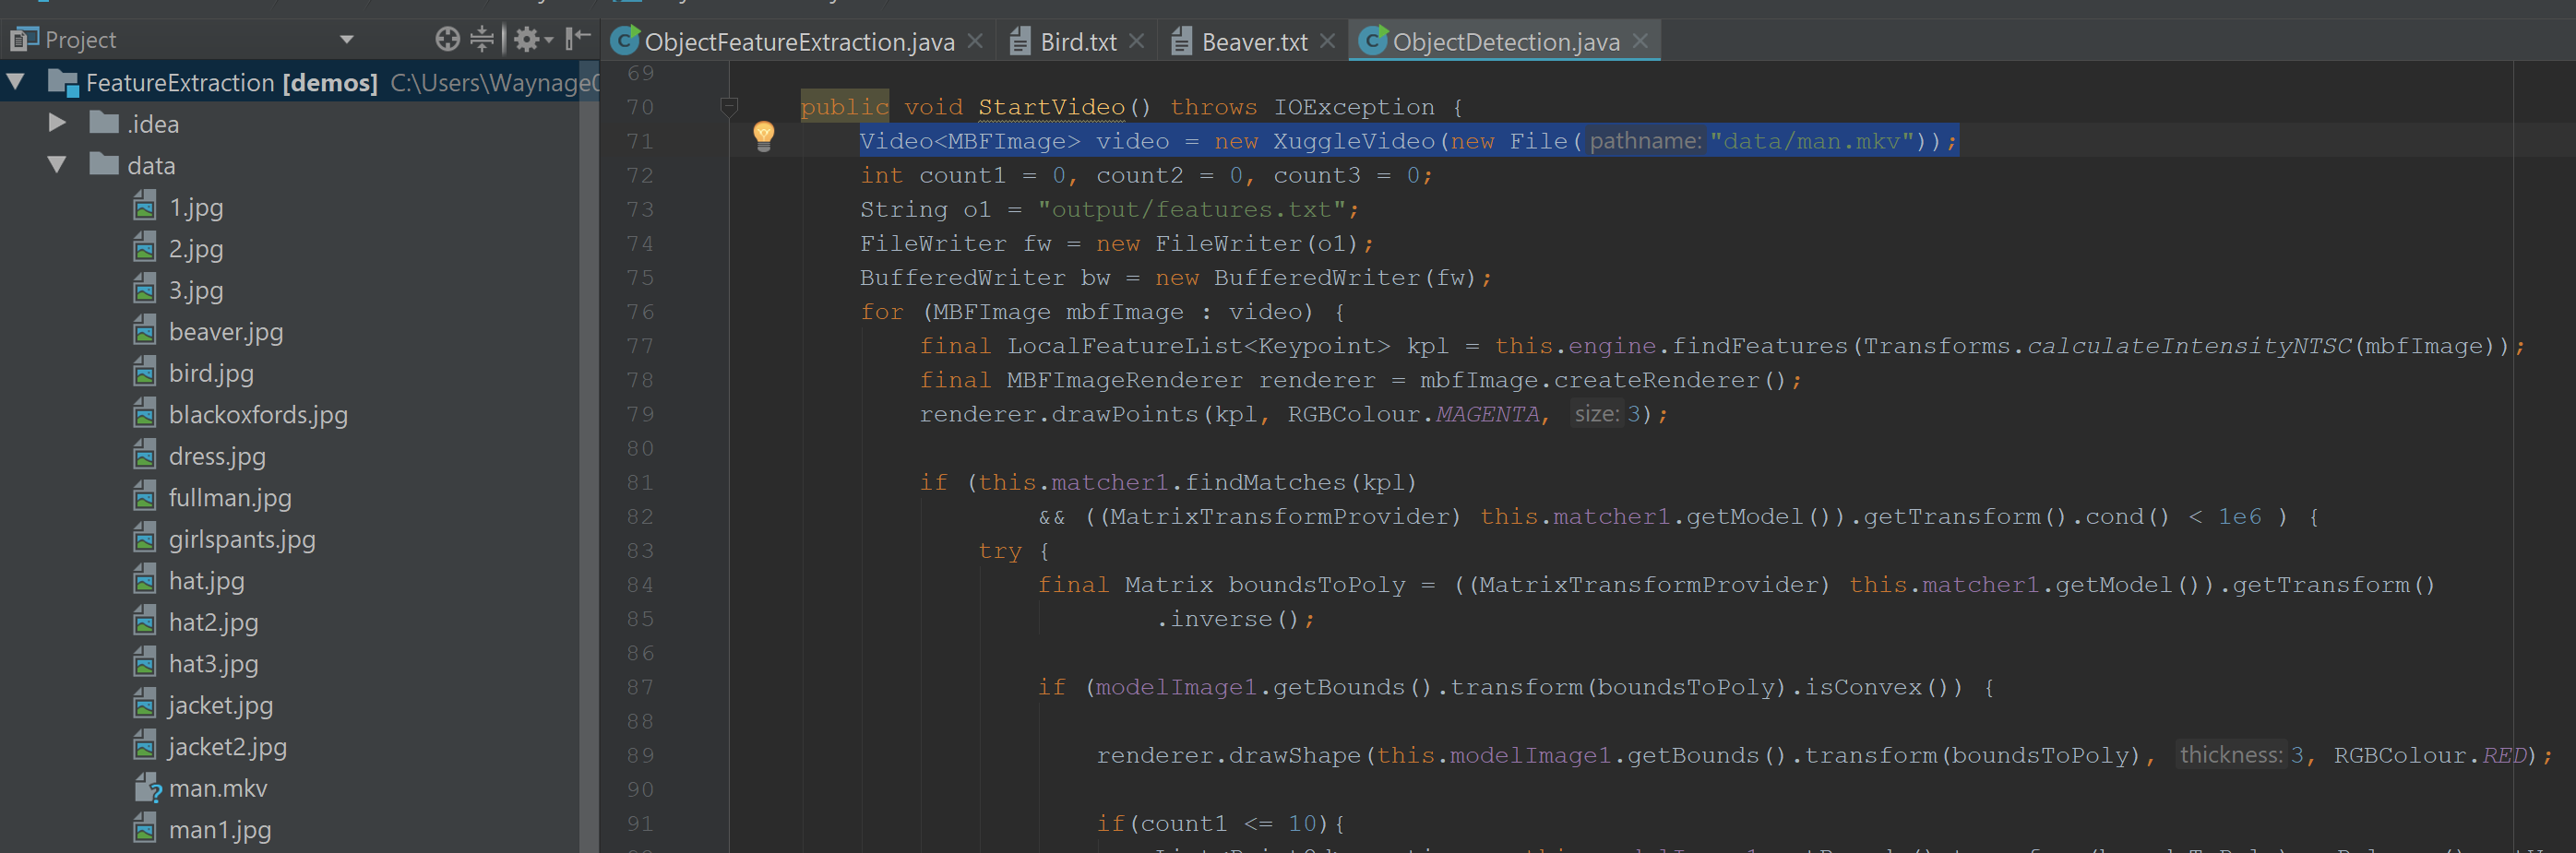 Project
FeatureExtraction [demos] C:\Users\Waynage
.idea
data
1.jpg
2.jpg
3.jpg
beaver.jpg
bird.jpg
blackoxfords.jpg
dress.jpg
fullman.jpg
girlspants.jpg
hat.jpg
hat2.jpg
hat3.jpg
jacket.jpg
jacket2.jpg
man.mkv
man1.jpg
ObjectFeatureExtraction.java Bird.txt Beaver.txt ObjectDetection.java
69
70 public void StartVideo() throws IOException {
71 Video<MBFImage> video = new XuggleVideo(new File( pathname: "data/man.mkv"));
72 int count1 = 0, count2 = 0, count3 = 0;
73 String o1 = "output/features.txt";
74 FileWriter fw = new FileWriter(o1);
75 BufferedWriter bw = new BufferedWriter(fw);
76 for (MBFImage mbfImage : video) {
77 final LocalFeatureList<Keypoint> kpl = this.engine.findFeatures(Transforms.calculateIntensityNTSC(mbfImage));
78 final MBFImageRenderer renderer = mbfImage.createRenderer();
79 renderer.drawPoints(kpl, RGBColour.MAGENTA, size: 3);
80
81 if (this.matcher1.findMatches(kpl)
82 && ((MatrixTransformProvider) this.matcher1.getModel()).getTransform().cond() < 1e6 ) {
83 try {
84 final Matrix boundsToPoly = ((MatrixTransformProvider) this.matcher1.getModel()).getTransform()
85 .inverse();
86
87 if (modelImage1.getBounds().transform(boundsToPoly).isConvex()) {
88
89 renderer.drawShape(this.modelImage1.getBounds().transform(boundsToPoly), thickness: 3, RGBColour.RED);
90
91 if(count1 <= 10){